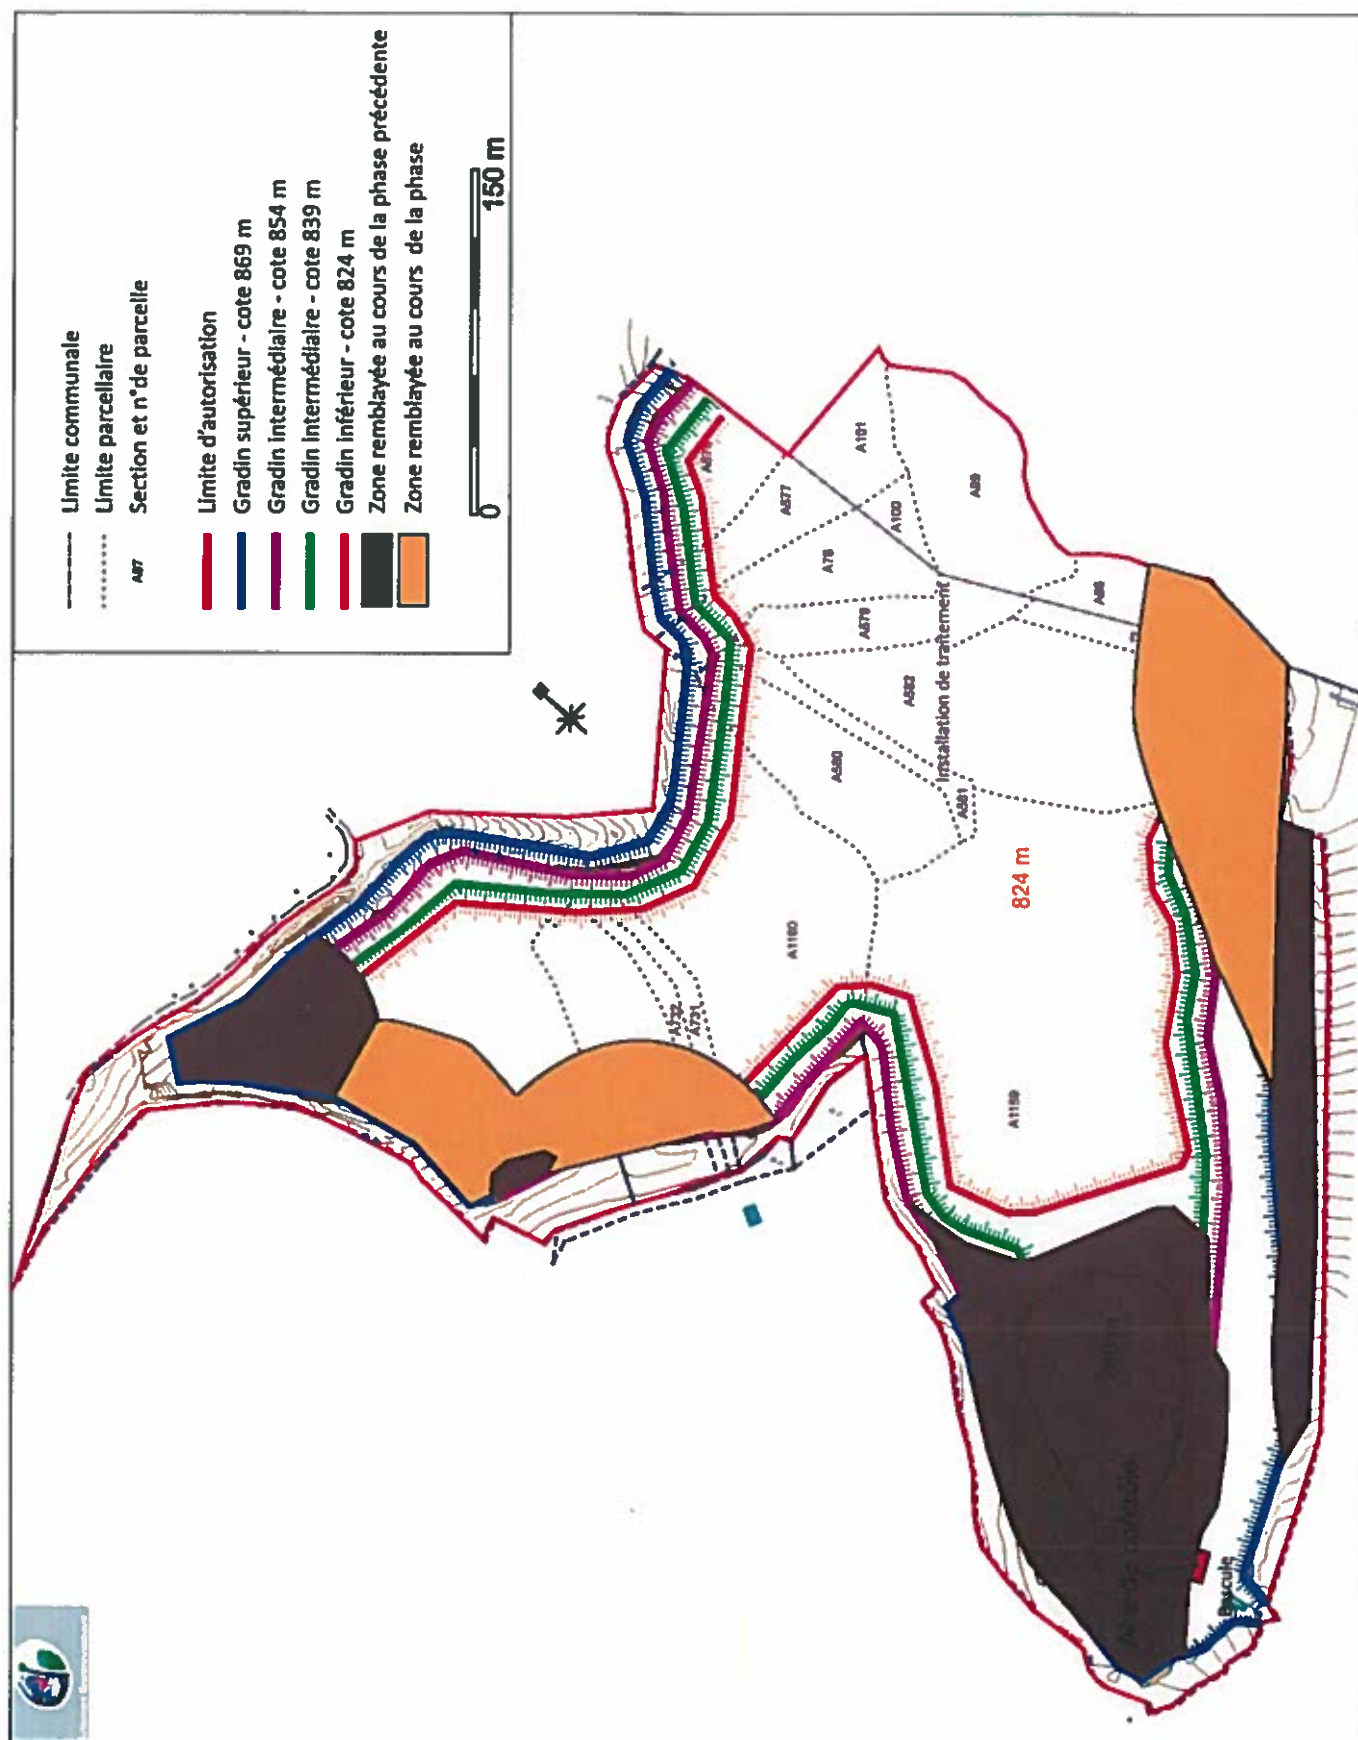 Limite communale
Limite parcellaire
A87 Section et n°de parcelle
Limite d'autorisation
Gradin supérieur - cote 869 m
Gradin intermédiaire - cote 854 m
Gradin intermédiaire - cote 839 m
Gradin inférieur - cote 824 m
Zone remblayée au cours de la phase précédente
Zone remblayée au cours de la phase
0 150 m
A101
A577
A100
A99
A576
A579
A582
A580
A581
Installation de traitement
824 m
A1160
A732
A731
A1159
Bascule